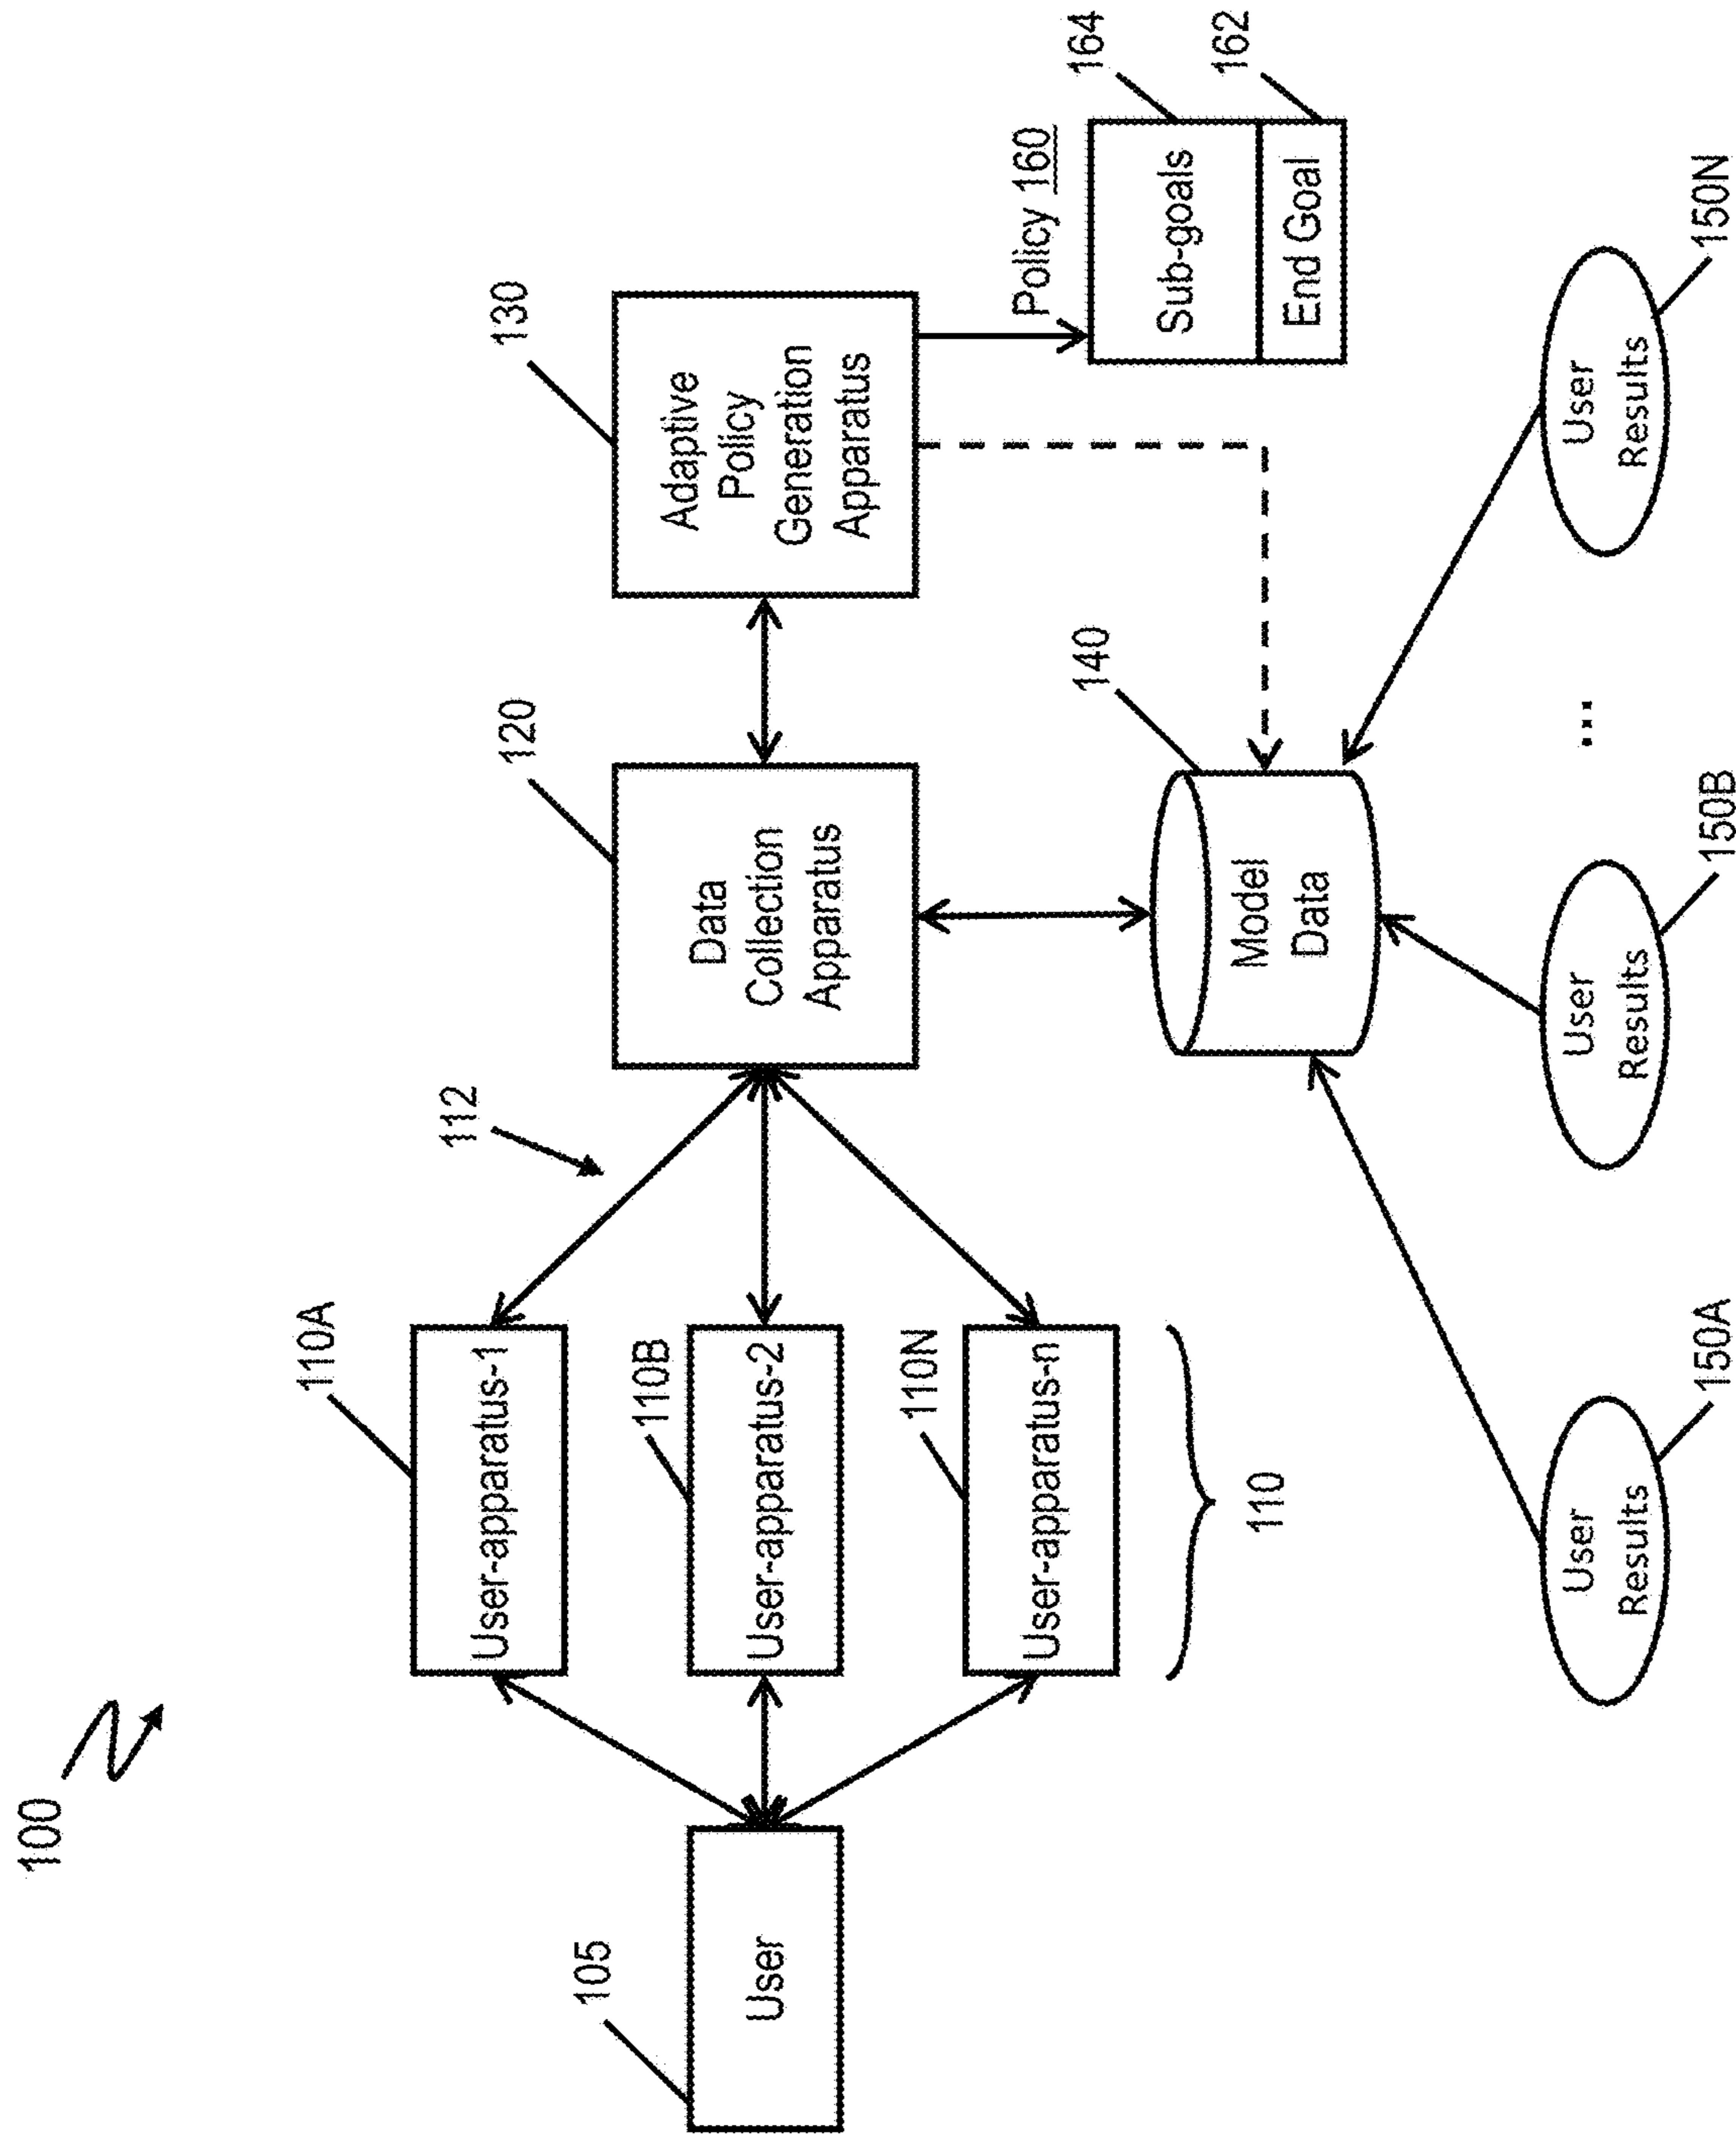 100
105
User
110A
User-apparatus-1
110B
User-apparatus-2
110N
User-apparatus-n
110
112
120
Data
Collection
Apparatus
130
Adaptive
Policy
Generation
Apparatus
Policy 160
Sub-goals
164
End Goal
162
140
Model
Data
User
Results
150A
User
Results
150B
...
User
Results
150N